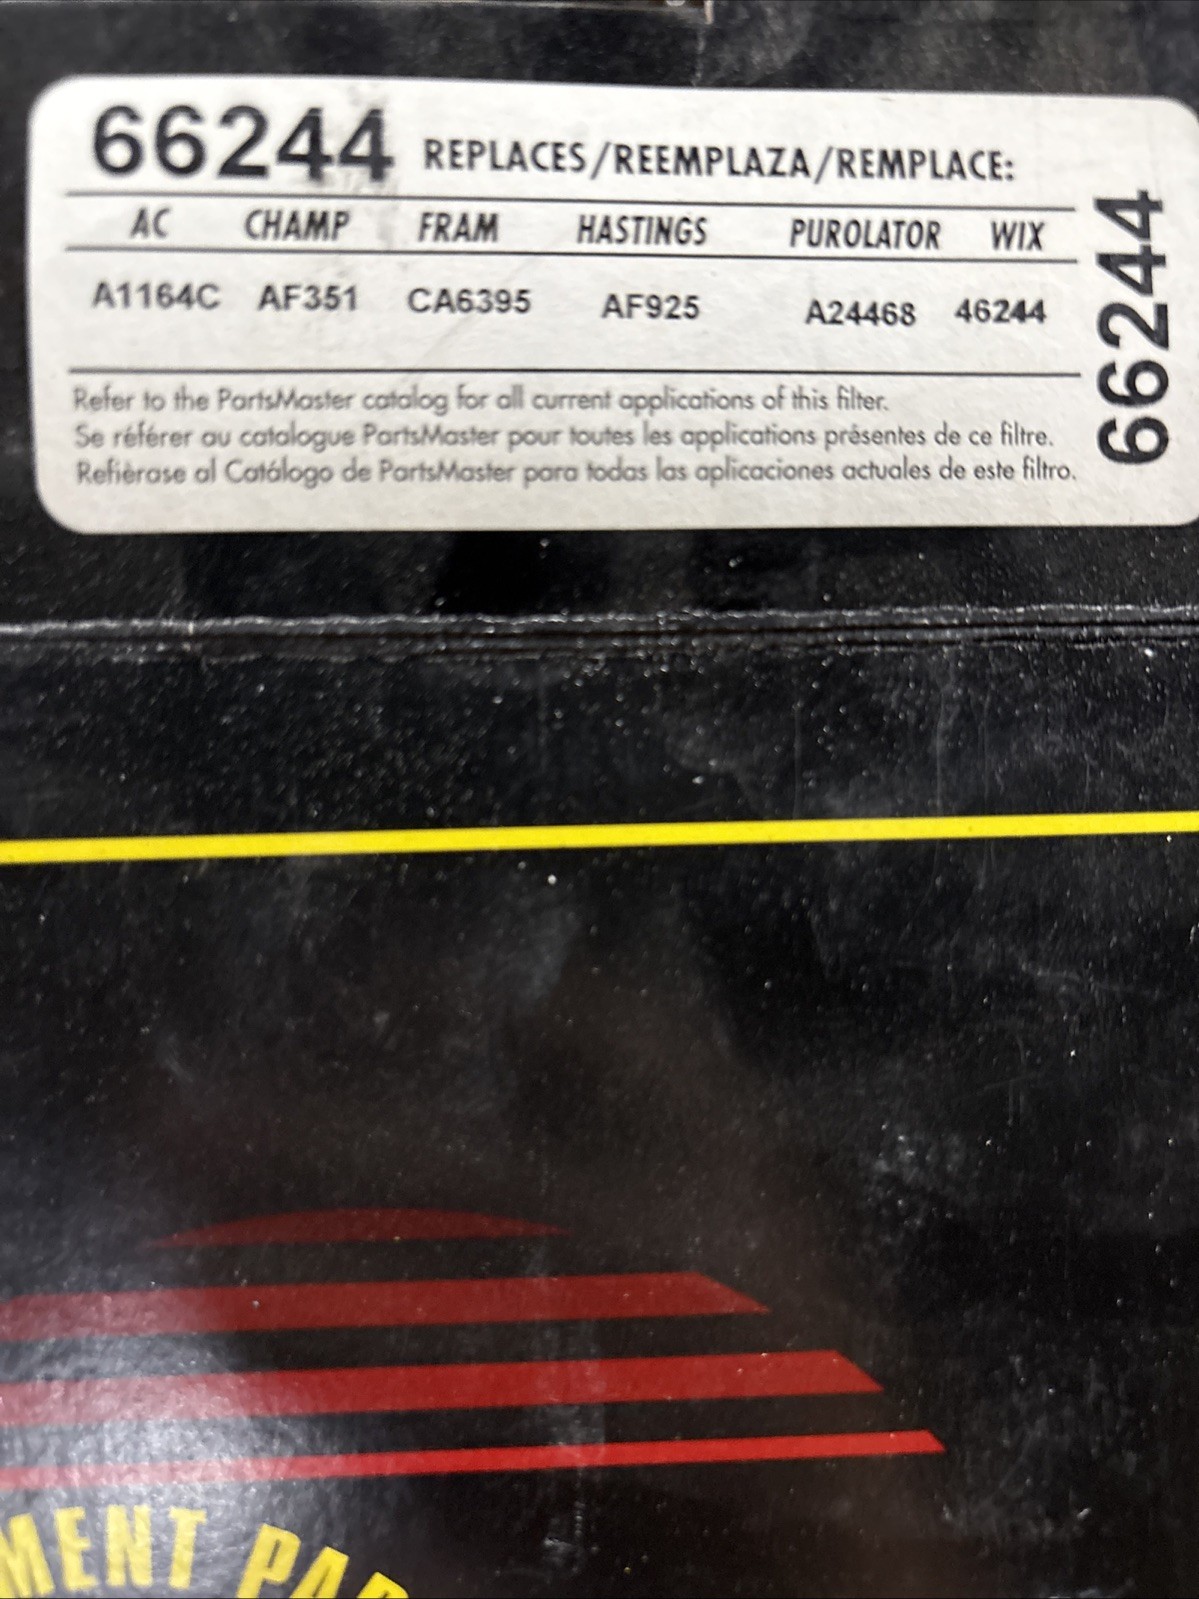 66244 REPLACES/REEMPLAZA/REMPLACE:
AC CHAMP FRAM HASTINGS PUROLATOR WIX
A1164C AF351 CA6395 AF925 A24468 46244
Refer to the PartsMaster catalog for all current applications of this filter.
Se référer au catalogue PartsMaster pour toutes les applications présentes de ce filtre.
Refièrase al Catálogo de PartsMaster para todas las aplicaciones actuales de este filtro.
66244
MENT PAR